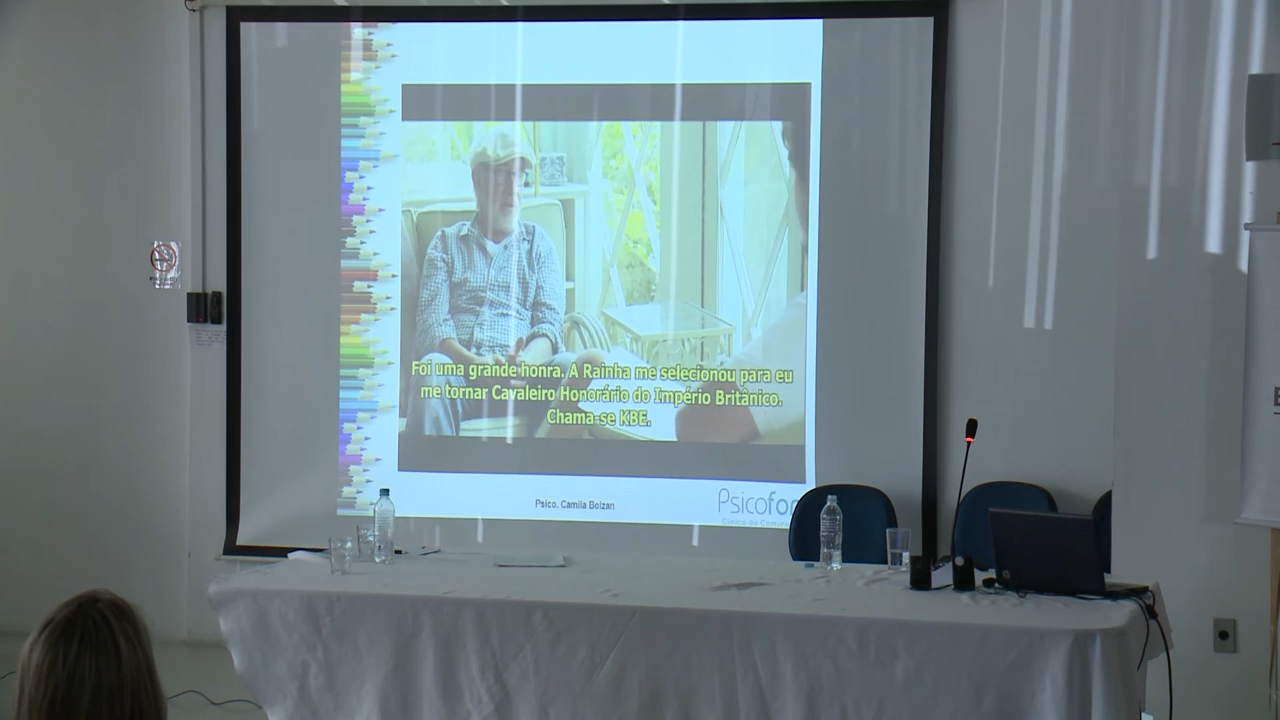 Foi uma grande honra. A Rainha me selecionou para eu
me tornar Cavaleiro Honorário do Império Britânico.
Chama-se KBE.
Psico. Camila Bolzan
Psicofor